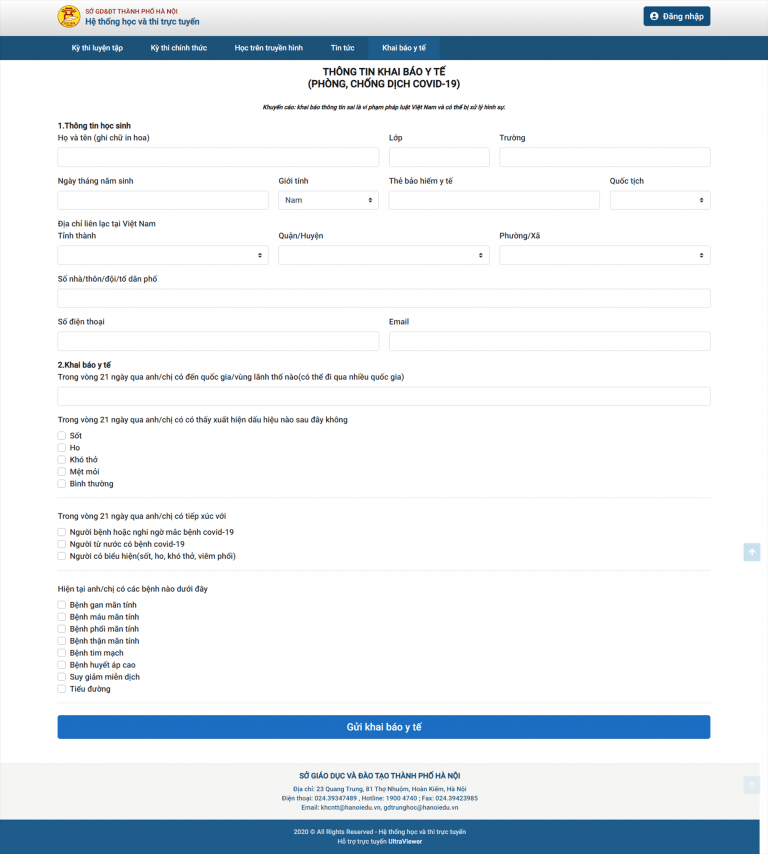 SỞ GD&ĐT THÀNH PHỐ HÀ NỘI
Hệ thống học và thi trực tuyến
Đăng nhập
Kỳ thi luyện tập Kỳ thi chính thức Học trên truyền hình Tin tức Khai báo y tế
THÔNG TIN KHAI BÁO Y TẾ
(PHÒNG, CHỐNG DỊCH COVID-19)
Khuyến cáo: khai báo thông tin sai là vi phạm pháp luật Việt Nam và có thể bị xử lý hình sự.
1.Thông tin học sinh
Họ và tên (ghi chữ in hoa) Lớp Trường
Ngày tháng năm sinh Giới tính Thẻ bảo hiểm y tế Quốc tịch
Nam
Địa chỉ liên lạc tại Việt Nam
Tỉnh thành Quận/Huyện Phường/Xã
Số nhà/thôn/đội/tổ dân phố
Số điện thoại Email
2.Khai báo y tế
Trong vòng 21 ngày qua anh/chị có đến quốc gia/vùng lãnh thổ nào(có thể đi qua nhiều quốc gia)
Trong vòng 21 ngày qua anh/chị có có thấy xuất hiện dấu hiệu nào sau đây không
Sốt
Ho
Khó thở
Mệt mỏi
Bình thường
Trong vòng 21 ngày qua anh/chị có tiếp xúc với
Người bệnh hoặc nghi ngờ mắc bệnh covid-19
Người từ nước có bệnh covid-19
Người có biểu hiện(sốt, ho, khó thở, viêm phổi)
Hiện tại anh/chị có các bệnh nào dưới đây
Bệnh gan mãn tính
Bệnh máu mãn tính
Bệnh phổi mãn tính
Bệnh thận mãn tính
Bệnh tim mạch
Bệnh huyết áp cao
Suy giảm miễn dịch
Tiểu đường
Gửi khai báo y tế
SỞ GIÁO DỤC VÀ ĐÀO TẠO THÀNH PHỐ HÀ NỘI
Địa chỉ: 23 Quang Trung, 81 Thợ Nhuộm, Hoàn Kiếm, Hà Nội
Điện thoại: 024.39347489 , Hotline: 1900 4740 ; Fax: 024.39423985
Email: khcntt@hanoiedu.vn, gdtrunghoc@hanoiedu.vn
2020 © All Rights Reserved - Hệ thống học và thi trực tuyến
Hỗ trợ trực tuyến UltraViewer